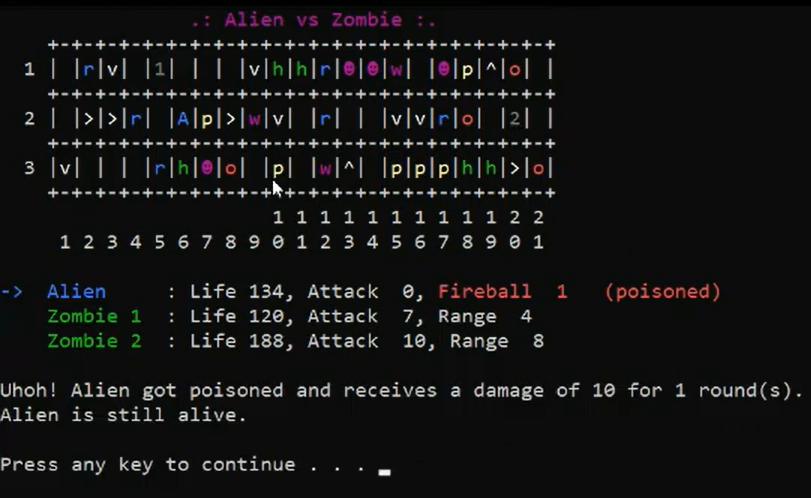 .: Alien vs Zombie :.
+-+-+-+-+-+-+-+-+-+-+-+-+-+-+-+-+-+-+-+-+-+
1 | |r|v| |1| | | |v|h|h|r|☻|☻|w| |☻|p|^|o| |
+-+-+-+-+-+-+-+-+-+-+-+-+-+-+-+-+-+-+-+-+-+
2 | |>|>|r| |A|p|>|w|v| |r| | |v|v|r|o| |2| |
+-+-+-+-+-+-+-+-+-+-+-+-+-+-+-+-+-+-+-+-+-+
3 |v| | | |r|h|☻|o| |p| |w|^| |p|p|p|h|h|>|o|
+-+-+-+-+-+-+-+-+-+-+-+-+-+-+-+-+-+-+-+-+-+
1 1 1 1 1 1 1 1 1 1 2 2
1 2 3 4 5 6 7 8 9 0 1 2 3 4 5 6 7 8 9 0 1
-> Alien : Life 134, Attack 0, Fireball 1 (poisoned)
Zombie 1 : Life 120, Attack 7, Range 4
Zombie 2 : Life 188, Attack 10, Range 8
Uhoh! Alien got poisoned and receives a damage of 10 for 1 round(s).
Alien is still alive.
Press any key to continue . . . _